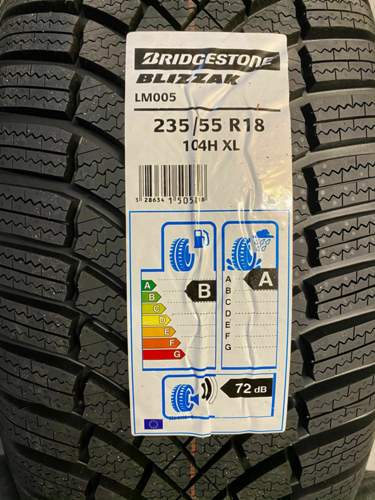 BRIDGESTONE
BLIZZAK
LM005
235/55 R18
104H XL
A
B
C
D
E
F
G
B
A
B
C
D
E
F
G
A
72 dB